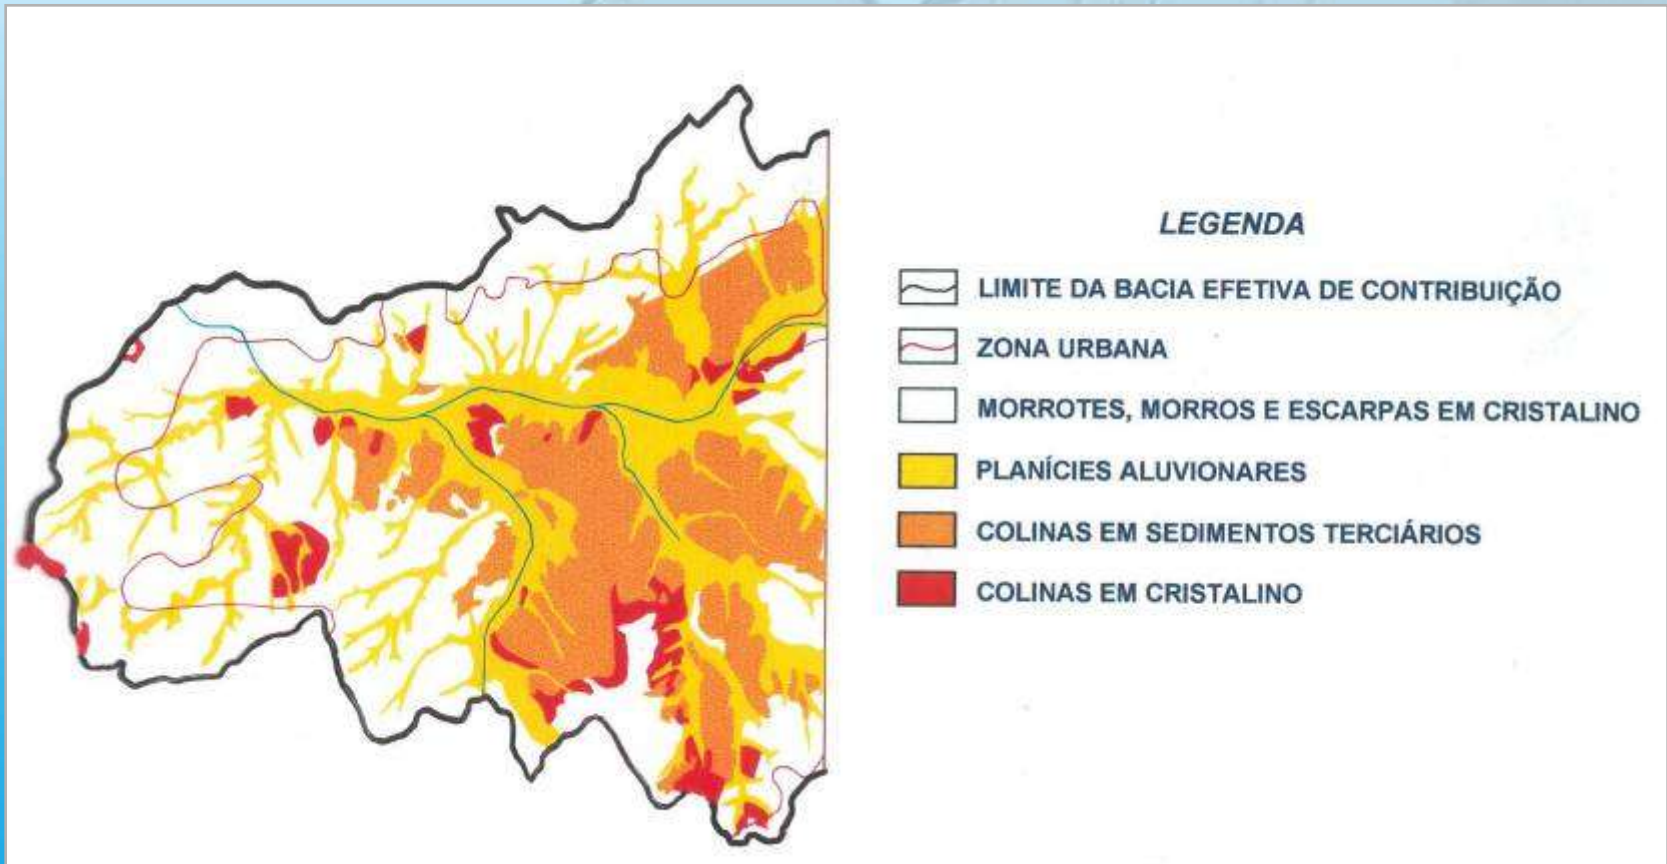 LEGENDA
LIMITE DA BACIA EFETIVA DE CONTRIBUIÇÃO
ZONA URBANA
MORROTES, MORROS E ESCARPAS EM CRISTALINO
PLANÍCIES ALUVIONARES
COLINAS EM SEDIMENTOS TERCIÁRIOS
COLINAS EM CRISTALINO